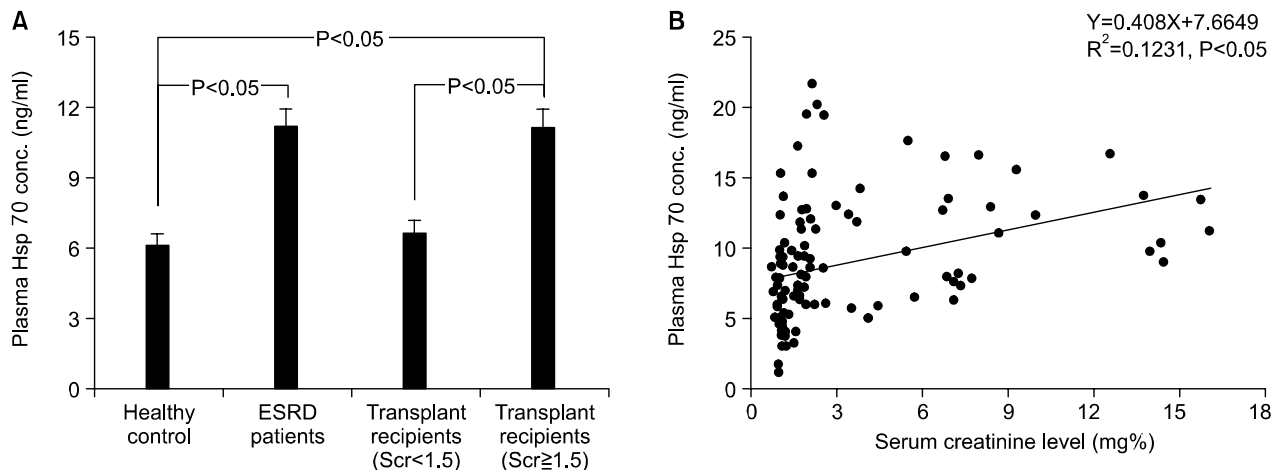 A
15
12
9
6
3
0
Plasma Hsp 70 conc. (ng/ml)
P<0.05
P<0.05
P<0.05
Healthy
control
ESRD
patients
Transplant
recipients
(Scr<1.5)
Transplant
recipients
(Scr≧1.5)
B
Y=0.408X+7.6649
R²=0.1231, P<0.05
25
20
15
10
5
0
Plasma Hsp 70 conc. (ng/ml)
0 3 6 9 12 15 18
Serum creatinine level (mg%)